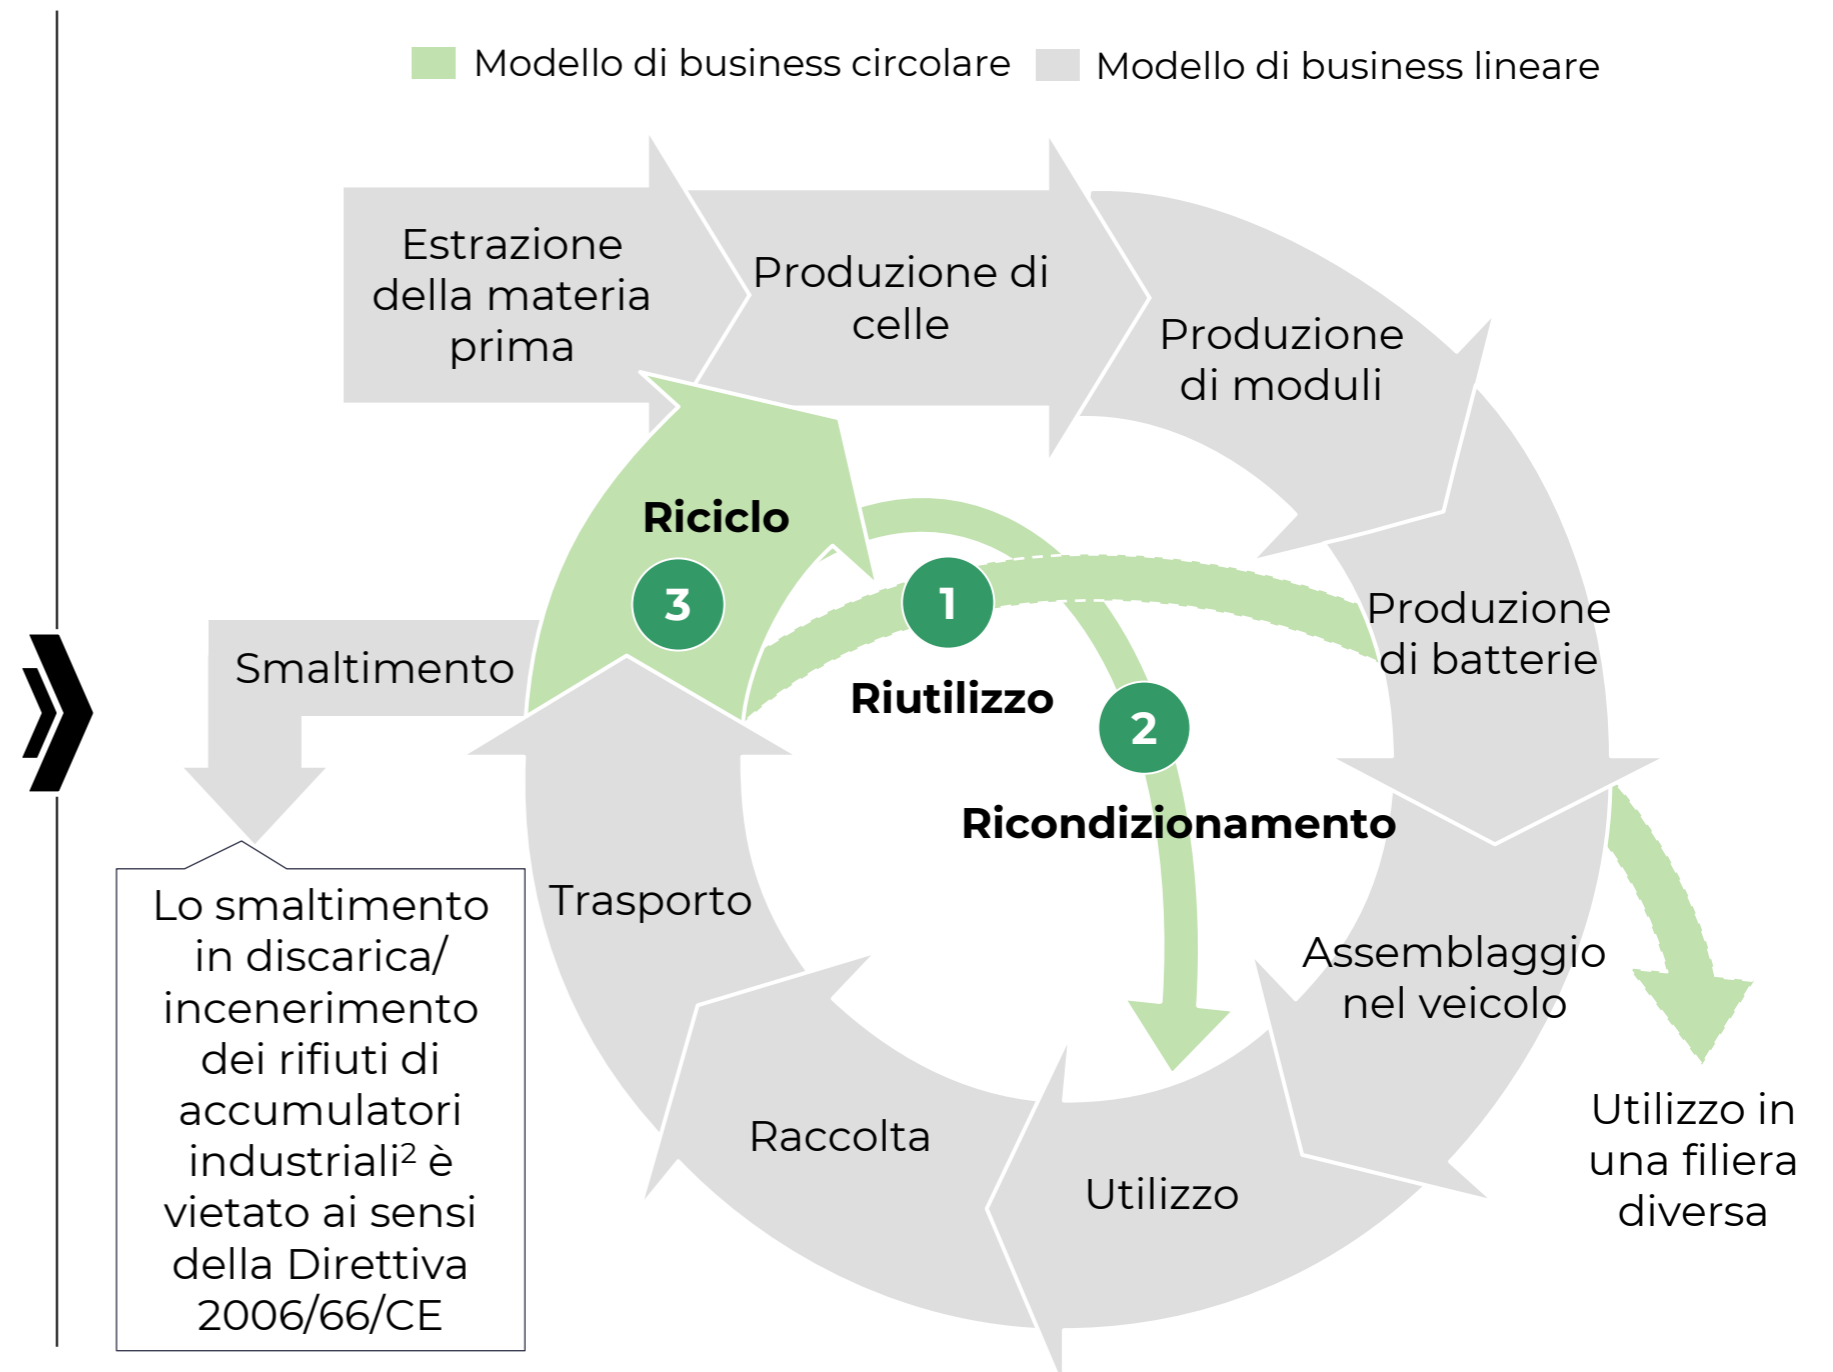 Modello di business circolare
Modello di business lineare
Estrazione
della materia
prima
Produzione di
celle
Produzione
di moduli
Riciclo
3
1
Riutilizzo
2
Ricondizionamento
Produzione
di batterie
Smaltimento
Lo smaltimento
in discarica/
incenerimento
dei rifiuti di
accumulatori
industriali² è
vietato ai sensi
della Direttiva
2006/66/CE
Trasporto
Assemblaggio
nel veicolo
Raccolta
Utilizzo
Utilizzo in
una filiera
diversa